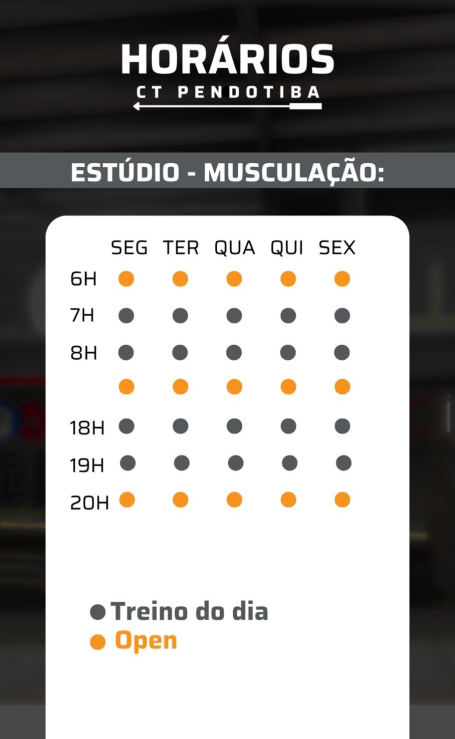 HORÁRIOS
CT PENDOTIBA
ESTÚDIO - MUSCULAÇÃO:
SEG TER QUA QUI SEX
6H
7H
8H
18H
19H
20H
Treino do dia
Open